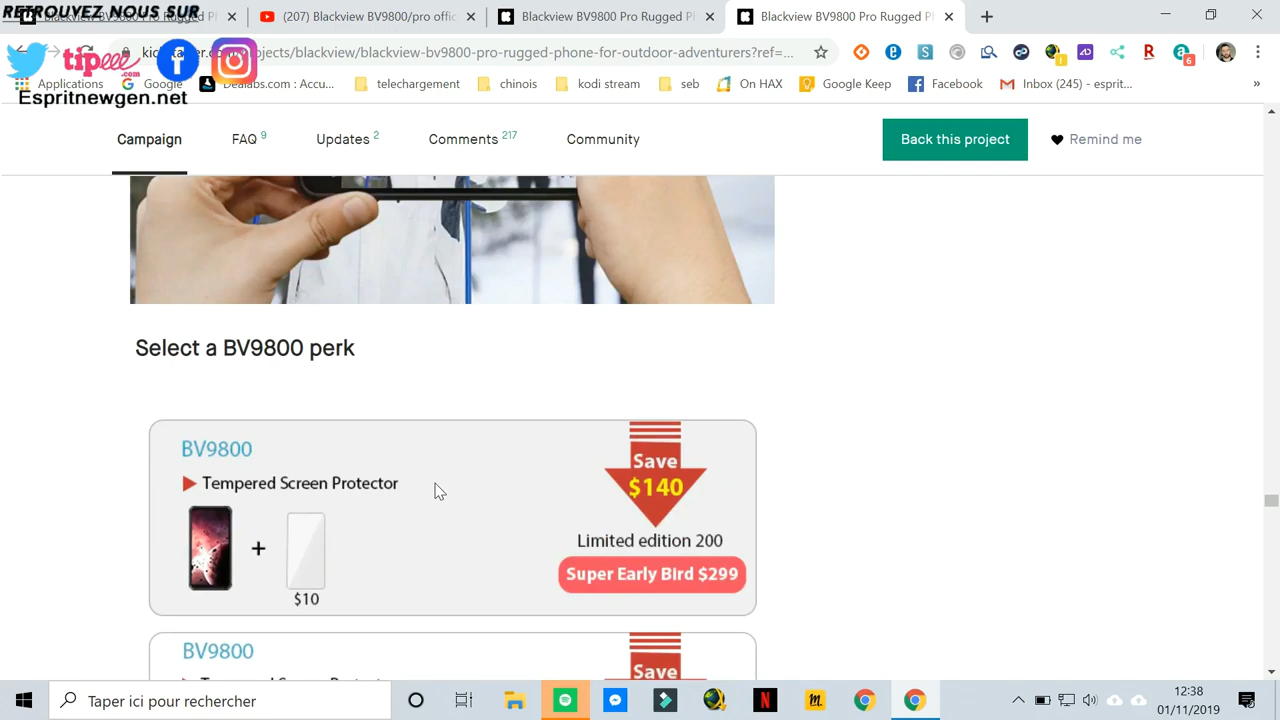 RETROUVEZ NOUS SUR
tipeee.com
Espritnewgen.net
(207) BV9800/pro offi
Blackview BV9800 Pro Rugged P
Blackview BV9800 Pro Rugged P
ojects/blackview/blackview-bv9800-pro-rugged-phone-for-outdoor-adventurers?ref=...
Applications
Google
Dealabs.com : Accu...
telechargement
chinois
kodi stream
seb
On HAX
Google Keep
Facebook
Inbox (245) - esprit...
»
Campaign
FAQ 9
Updates 2
Comments 217
Community
Back this project
Remind me
Select a BV9800 perk
BV9800
Tempered Screen Protector
+
$10
Save
$140
Limited edition 200
Super Early Bird $299
BV9800
Save
Taper ici pour rechercher
12:38
01/11/2019